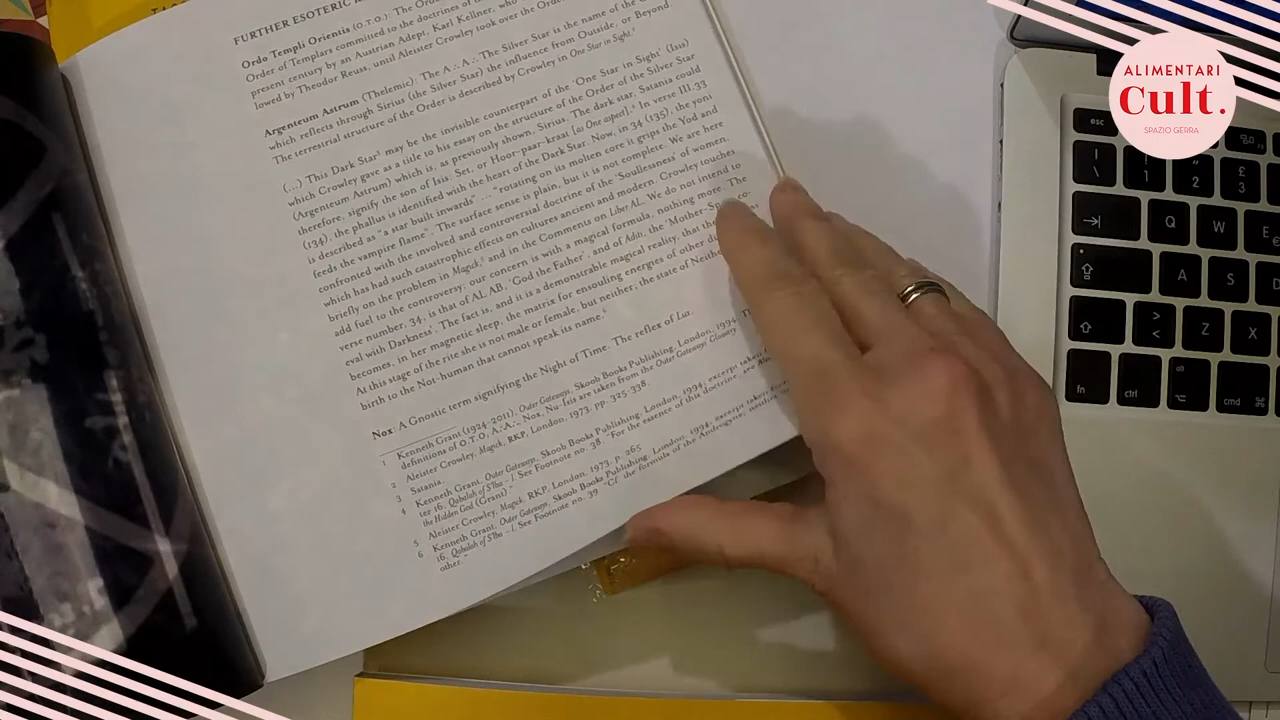 FURTHER ESOTERIC
Ordo Templi Orientis (O.T.O.): The
Order of Templars committed to the doctrines of
present century by an Austrian Adept, Karl Kellner, who
lowed by Theodor Reuss, until Aleister Crowley took over the Order
Argenteum Astrum (Thelemic): The A∴A∴. The Silver Star is the name of the
which reflects through Sirius (the Silver Star) the influence from Outside, or Beyond.
The terrestrial structure of the Order is described by Crowley in One Star in Sight.
(...) This Dark Star³ may be the invisible counterpart of the 'One Star in Sight' (Isis)
which Crowley gave as a title to his essay on the structure of the Order of the Silver Star
(Argenteum Astrum) which is, as previously shown, Sirius. The dark star, Satania could
therefore, signify the son of Isis: Set, or Hoor-paar-kraat [as One aspect].⁴ In verse III.33
(134), the phallus is identified with the heart of the Dark Star. Now, in 34 (135), the yoni
is described as "a star built inwards" ... "rotating on its molten core it grips the Yod and
feeds the vampire flame". The surface sense is plain, but it is not complete. We are here
confronted with the involved and controversial doctrine of the 'Soullessness' of women,
which has had such catastrophic effects on cultures ancient and modern. Crowley touches
briefly on the problem in Magick,⁵ and in the Comments on Liber AL. We do not intend to
add fuel to the controversy; our concern is with a magical formula, nothing more. The
verse number, 34, is that of AL AB, 'God the Father', and of Adith, the 'Mother-
eval with Darkness'. The fact is, and it is a demonstrable magical reality, that
becomes, in her magnetic sleep, the matrix for ensouling energies of other
At this stage of the rite she is not male or female, but neither; the state of
birth to the Not-human that cannot speak its name.⁶
Nox: A Gnostic term signifying the Night of Time. The reflex of Lux.
1 Kenneth Grant (1924-2011), Outer Gateways, Skoob Books Publishing, London, 1994.
definitions of O.T.O, A∴A∴, Nox, Nu-Isis are taken from the Outer Gateways' Glossary
2 Aleister Crowley, Magick, RKP, London, 1973, pp. 325-338.
3 Satania.
4 Kenneth Grant, Outer Gateways, Skoob Books Publishing, London, 1994; excerpt taken
ter 16, Qabalah of S'lba – I. See Footnote no. 38 "For the essence of this doctrine, see
the Hidden God (Grant)"
5 Aleister Crowley, Magick, RKP, London, 1973, p. 265
6 Kenneth Grant, Outer Gateways, Skoob Books Publishing, London, 1994, excerpt taken
16, Qabalah of S'lba – I. See Footnote no. 39 "Cf the formula of the Androgyne,
other."
ALIMENTARI
Cult.
SPAZIO GERRA
esc
1
2
£
3
Q
W
E
A
S
D
>
<
Z
X
fn
ctrl
alt
cmd ⌘